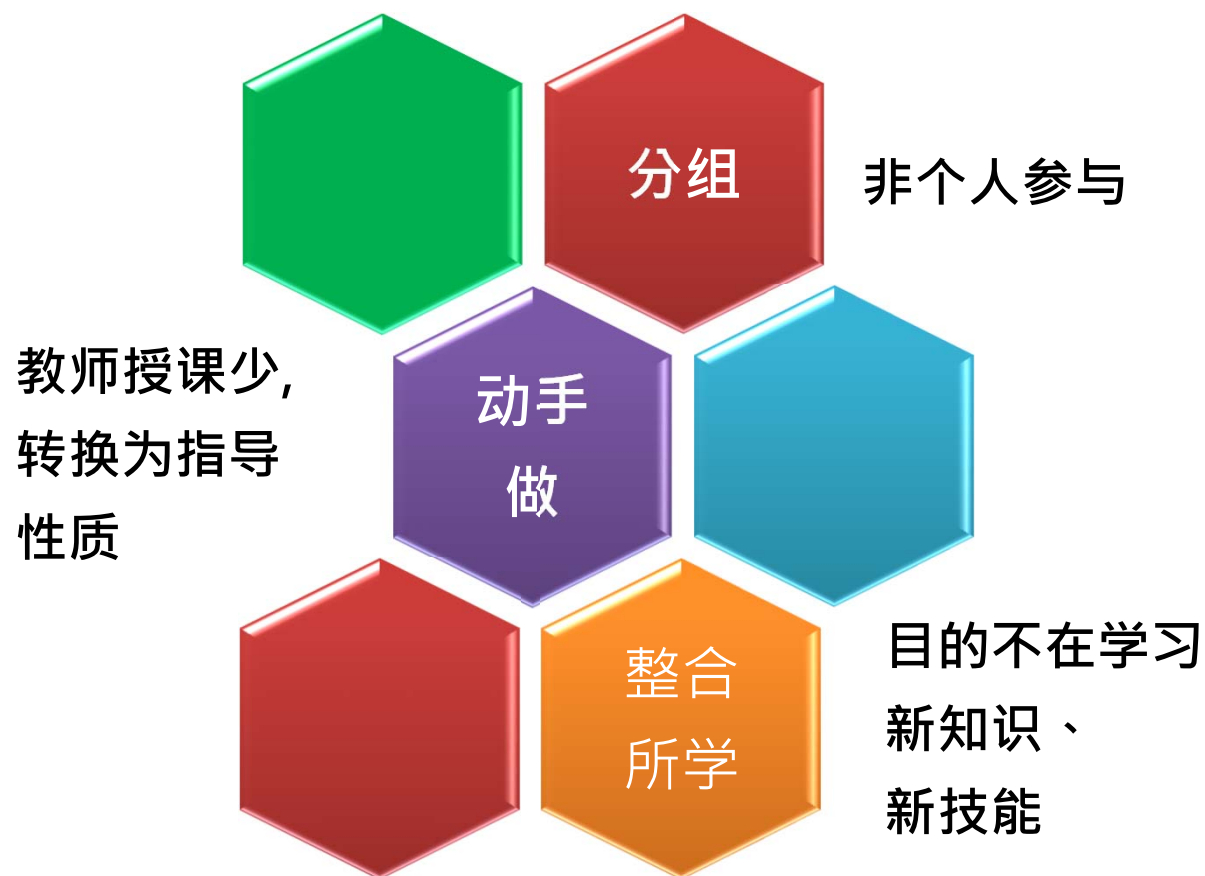 分组
非个人参与
教师授课少,
转换为指导
性质
动手
做
整合
所学
目的不在学习
新知识、
新技能